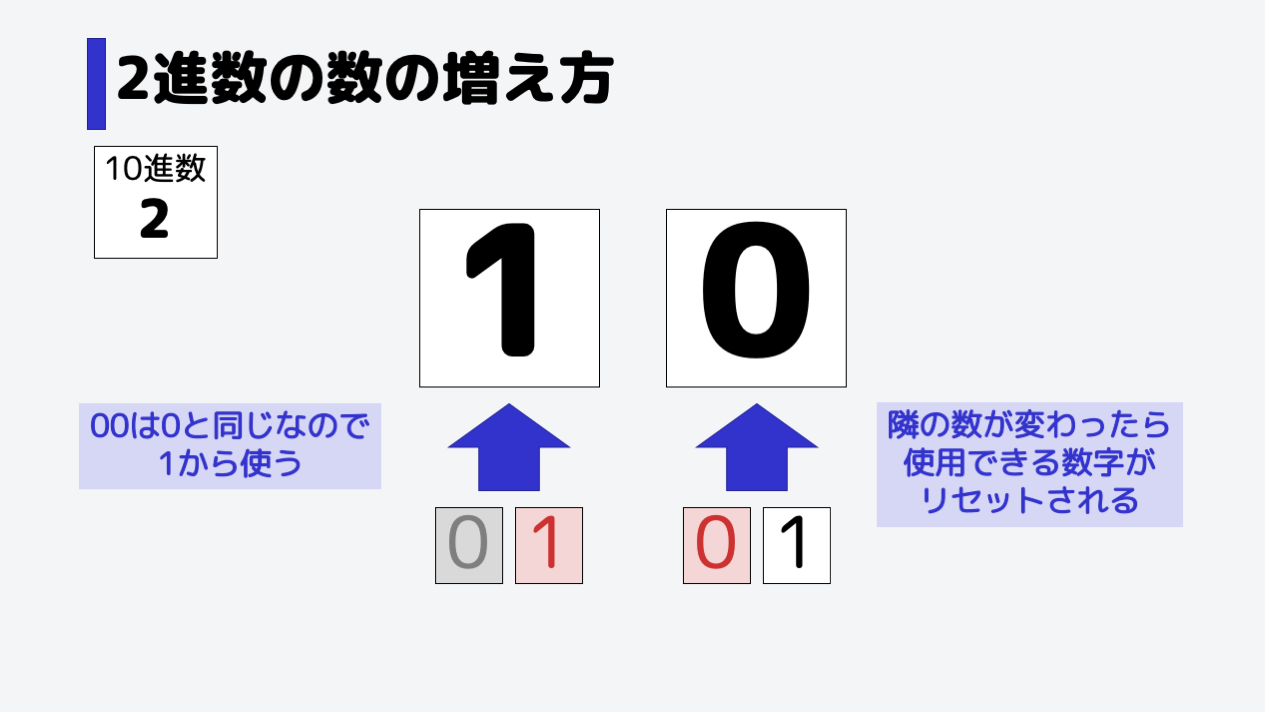 2進数の数の増え方
10進数
2
1 0
00は0と同じなので
1から使う
隣の数が変わったら
使用できる数字が
リセットされる
0 1 0 1